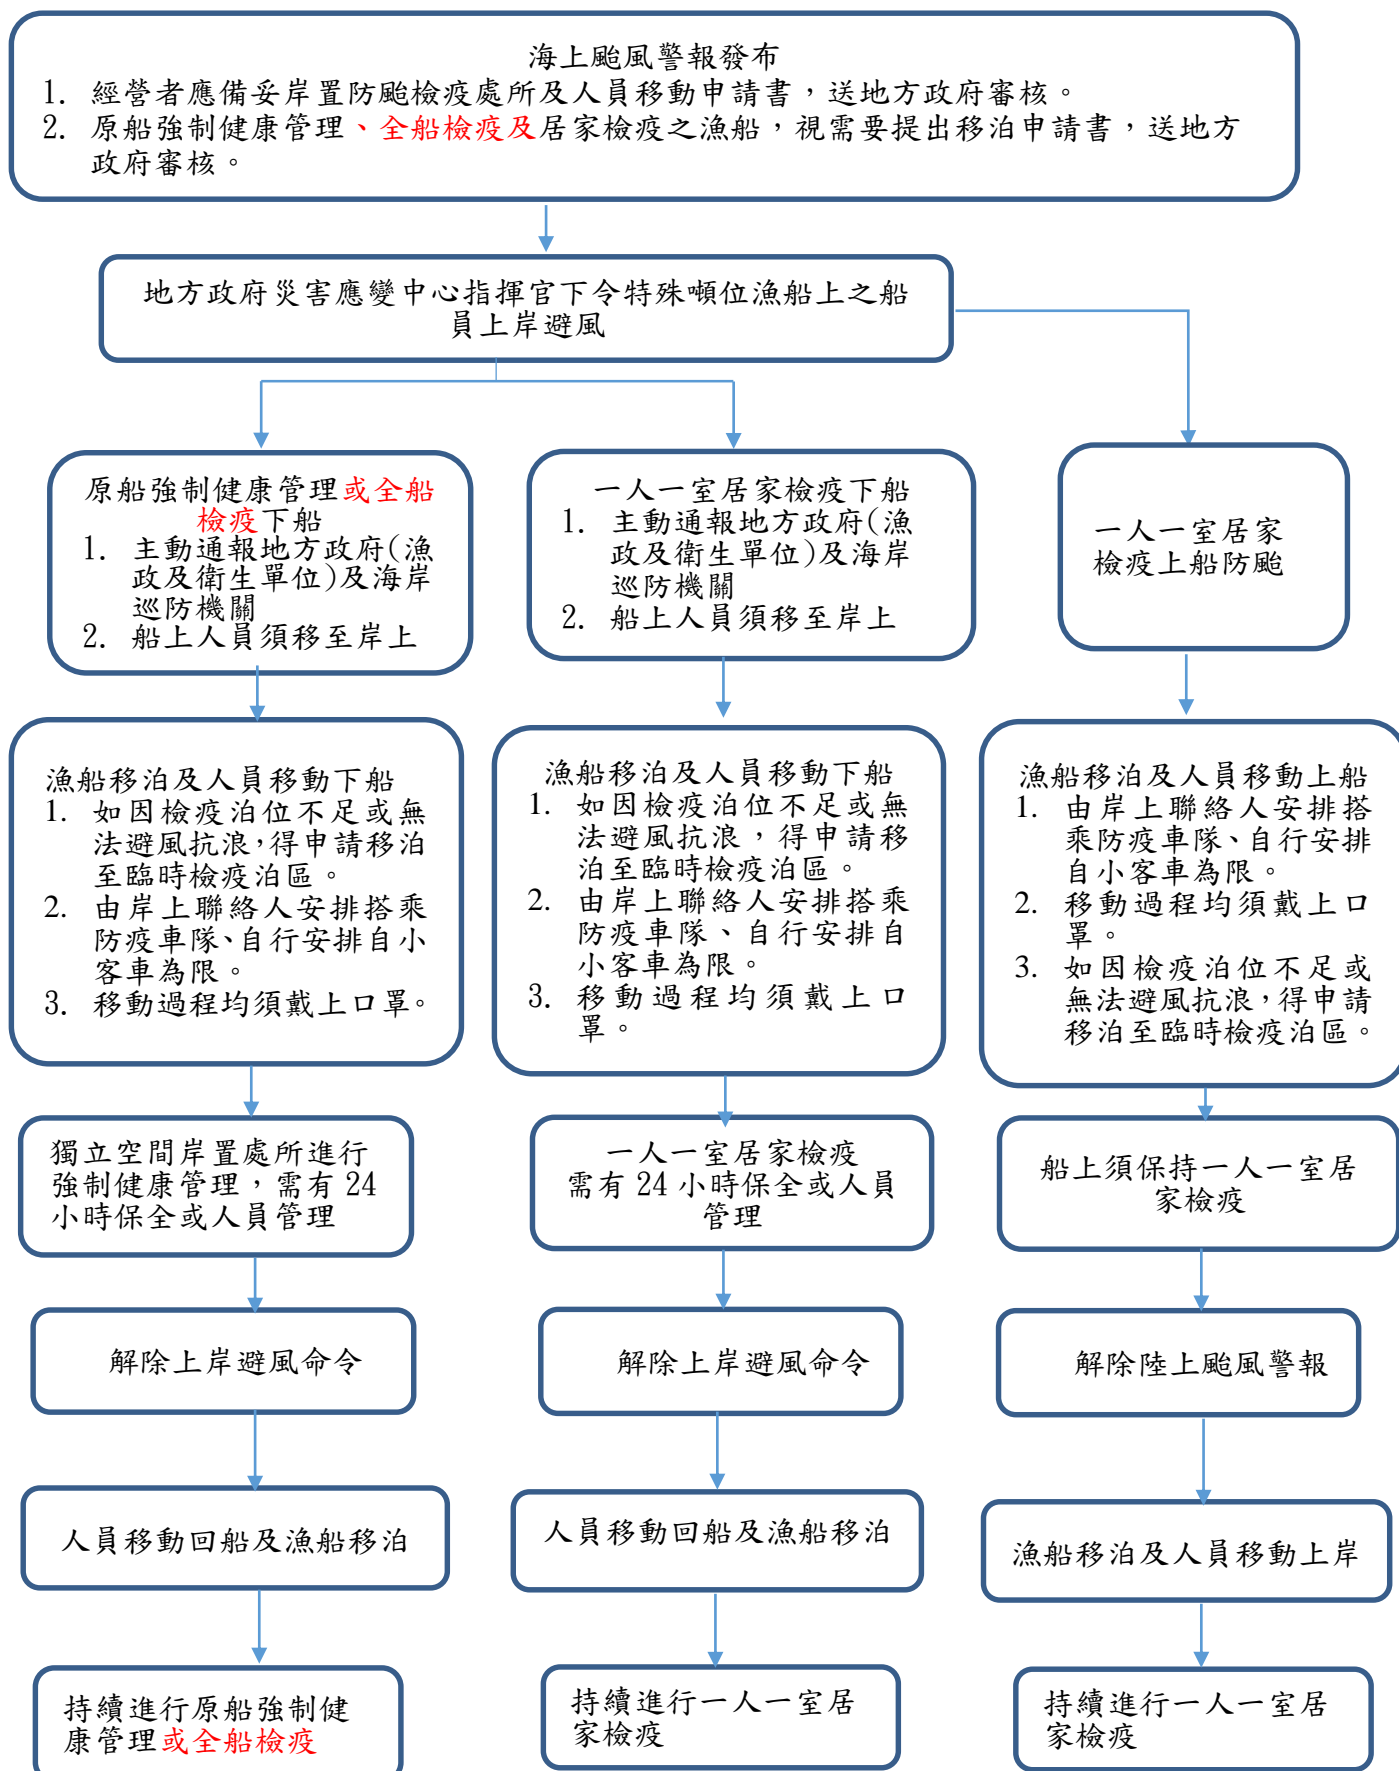 海上颱風警報發布
1. 經營者應備妥岸置防颱檢疫處所及人員移動申請書，送地方政府審核。
2. 原船強制健康管理、全船檢疫及居家檢疫之漁船，視需要提出移泊申請書，送地方
政府審核。
地方政府災害應變中心指揮官下令特殊噸位漁船上之船
員上岸避風
原船強制健康管理或全船
檢疫下船
1. 主動通報地方政府(漁
政及衛生單位)及海岸
巡防機關
2. 船上人員須移至岸上
一人一室居家檢疫下船
1. 主動通報地方政府(漁
政及衛生單位)及海岸
巡防機關
2. 船上人員須移至岸上
一人一室居家
檢疫上船防颱
漁船移泊及人員移動下船
1. 如因檢疫泊位不足或無
法避風抗浪，得申請移泊
至臨時檢疫泊區。
2. 由岸上聯絡人安排搭乘
防疫車隊、自行安排自小
客車為限。
3. 移動過程均須戴上口罩。
漁船移泊及人員移動下船
1. 如因檢疫泊位不足或無
法避風抗浪，得申請移
泊至臨時檢疫泊區。
2. 由岸上聯絡人安排搭乘
防疫車隊、自行安排自
小客車為限。
3. 移動過程均須戴上口
罩。
漁船移泊及人員移動上船
1. 由岸上聯絡人安排搭
乘防疫車隊、自行安排
自小客車為限。
2. 移動過程均須戴上口
罩。
3. 如因檢疫泊位不足或
無法避風抗浪，得申請
移泊至臨時檢疫泊區。
獨立空間岸置處所進行
強制健康管理，需有 24
小時保全或人員管理
一人一室居家檢疫
需有 24 小時保全或人員
管理
船上須保持一人一室居
家檢疫
解除上岸避風命令
解除上岸避風命令
解除陸上颱風警報
人員移動回船及漁船移泊
人員移動回船及漁船移泊
漁船移泊及人員移動上岸
持續進行原船強制健
康管理或全船檢疫
持續進行一人一室居
家檢疫
持續進行一人一室居
家檢疫